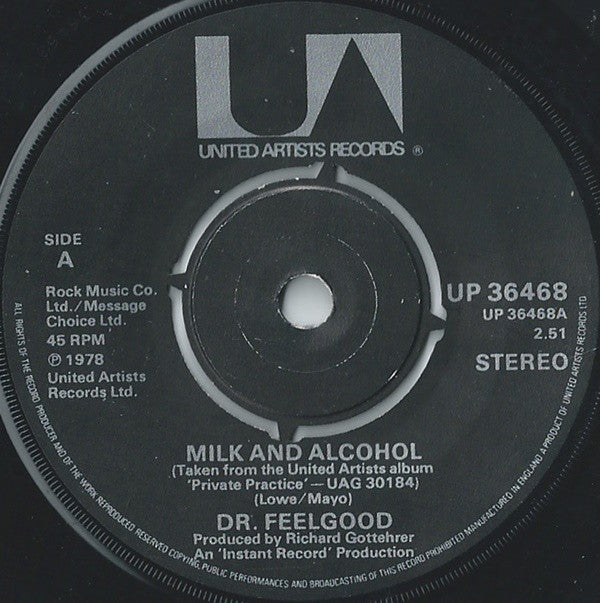 UA
UNITED ARTISTS RECORDS ®
SIDE
A
Rock Music Co.
Ltd./Message
Choice Ltd.
45 RPM
℗ 1978
United Artists
Records Ltd.
UP 36468
UP 36468A
2.51
STEREO
MILK AND ALCOHOL
(Taken from the United Artists album
'Private Practice'—UAG 30184)
(Lowe/Mayo)
DR. FEELGOOD
Produced by Richard Gottehrer
An 'Instant Record' Production
ALL RIGHTS OF THE RECORD PRODUCER AND OF THE OWNER OF THE WORK REPRODUCED RESERVED COPYING, PUBLIC PERFORMANCES AND BROADCASTING OF THIS RECORD PROHIBITED MANUFACTURED IN ENGLAND A PRODUCT OF UNITED ARTISTS RECORDS LTD